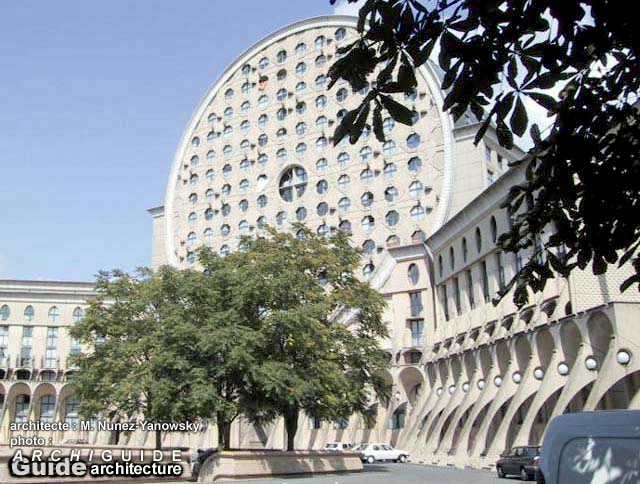 architecte : M. Nunez-Yanowsky
photo :
ARCHIGUIDE
Guide architecture